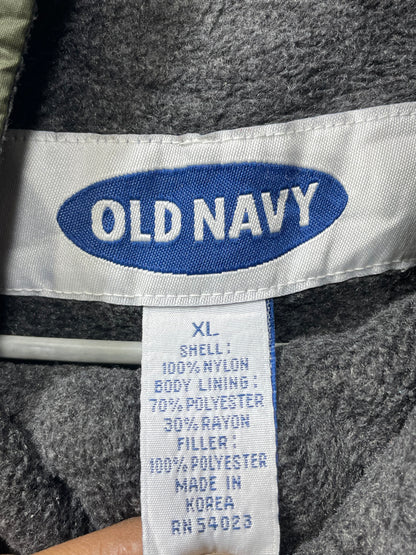 OLD NAVY
XL
SHELL:
100% NYLON
BODY LINING:
70% POLYESTER
30% RAYON
FILLER:
100% POLYESTER
MADE IN
KOREA
RN 54023